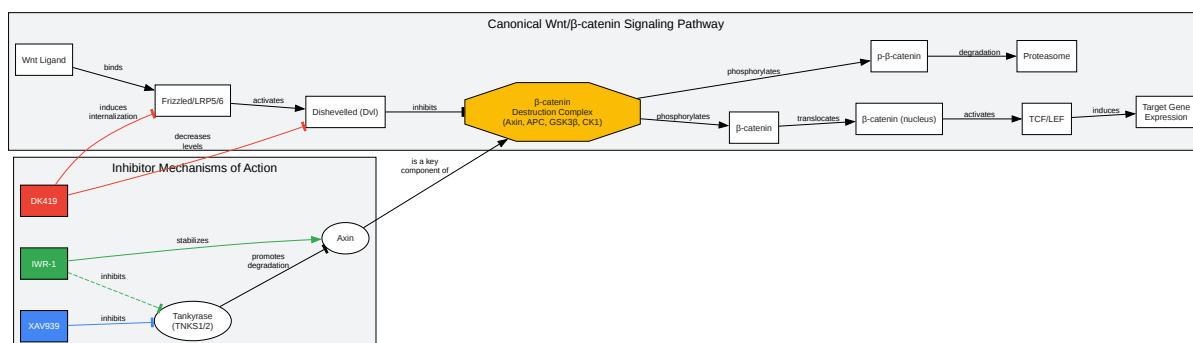 Canonical Wnt/β-catenin Signaling Pathway
Wnt Ligand
binds
Frizzled/LRP5/6
activates
Dishevelled (Dvl)
inhibits
β-catenin
Destruction Complex
(Axin, APC, GSK3β, CK1)
phosphorylates
p-β-catenin
degradation
Proteasome
phosphorylates
β-catenin
translocates
β-catenin (nucleus)
activates
TCF/LEF
induces
Target Gene
Expression
induces
internalization
decreases
levels
is a key
component of
Inhibitor Mechanisms of Action
DK419
IWR-1
XAV939
stabilizes
inhibits
inhibits
Axin
promotes
degradation
Tankyrase
(TNKS1/2)